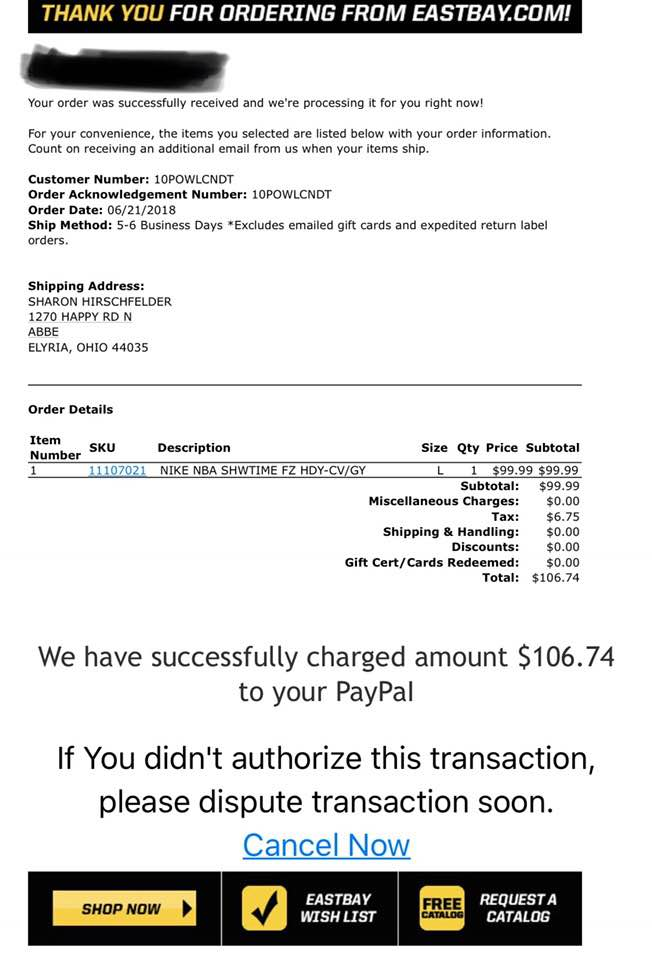 THANK YOU FOR ORDERING FROM EASTBAY.COM!
Your order was successfully received and we're processing it for you right now!
For your convenience, the items you selected are listed below with your order information.
Count on receiving an additional email from us when your items ship.
Customer Number: 10POWLCNDT
Order Acknowledgement Number: 10POWLCNDT
Order Date: 06/21/2018
Ship Method: 5-6 Business Days *Excludes emailed gift cards and expedited return label
orders.
Shipping Address:
SHARON HIRSCHFELDER
1270 HAPPY RD N
ABBE
ELYRIA, OHIO 44035
Order Details
Item
Number SKU Description Size Qty Price Subtotal
1 11107021 NIKE NBA SHWTIME FZ HDY-CV/GY L 1 $99.99 $99.99
Subtotal: $99.99
Miscellaneous Charges: $0.00
Tax: $6.75
Shipping & Handling: $0.00
Discounts: $0.00
Gift Cert/Cards Redeemed: $0.00
Total: $106.74
We have successfully charged amount $106.74
to your PayPal
If You didn't authorize this transaction,
please dispute transaction soon.
Cancel Now
SHOP NOW
EASTBAY
WISH LIST
FREE
CATALOG
REQUEST A
CATALOG